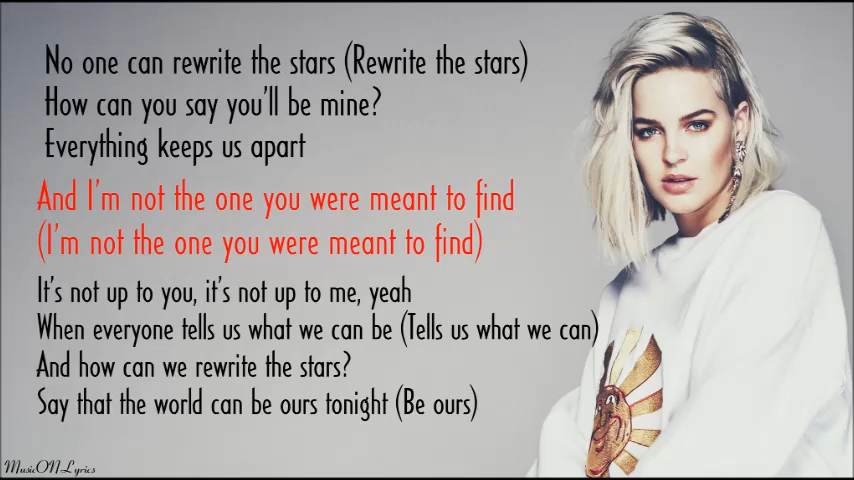 No one can rewrite the stars (Rewrite the stars)
How can you say you'll be mine?
Everything keeps us apart
And I'm not the one you were meant to find
(I'm not the one you were meant to find)
It's not up to you, it's not up to me, yeah
When everyone tells us what we can be (Tells us what we can)
And how can we rewrite the stars?
Say that the world can be ours tonight (Be ours)
MusicON Lyrics